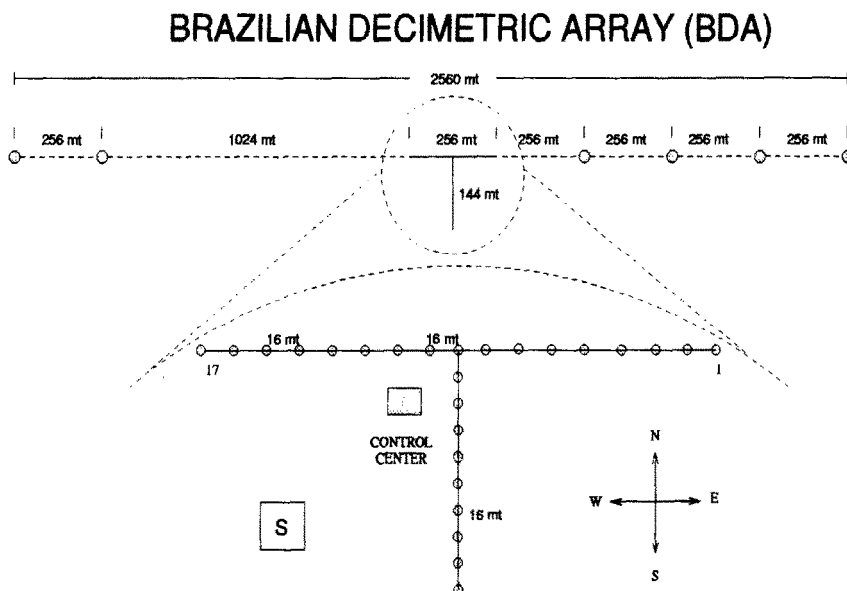 BRAZILIAN DECIMETRIC ARRAY (BDA)
2560 mt
256 mt 1024 mt 256 mt 256 mt 256 mt 256 mt 256 mt
144 mt
16 mt 16 mt
17 1
CONTROL
CENTER
N
W E
S
16 mt
S